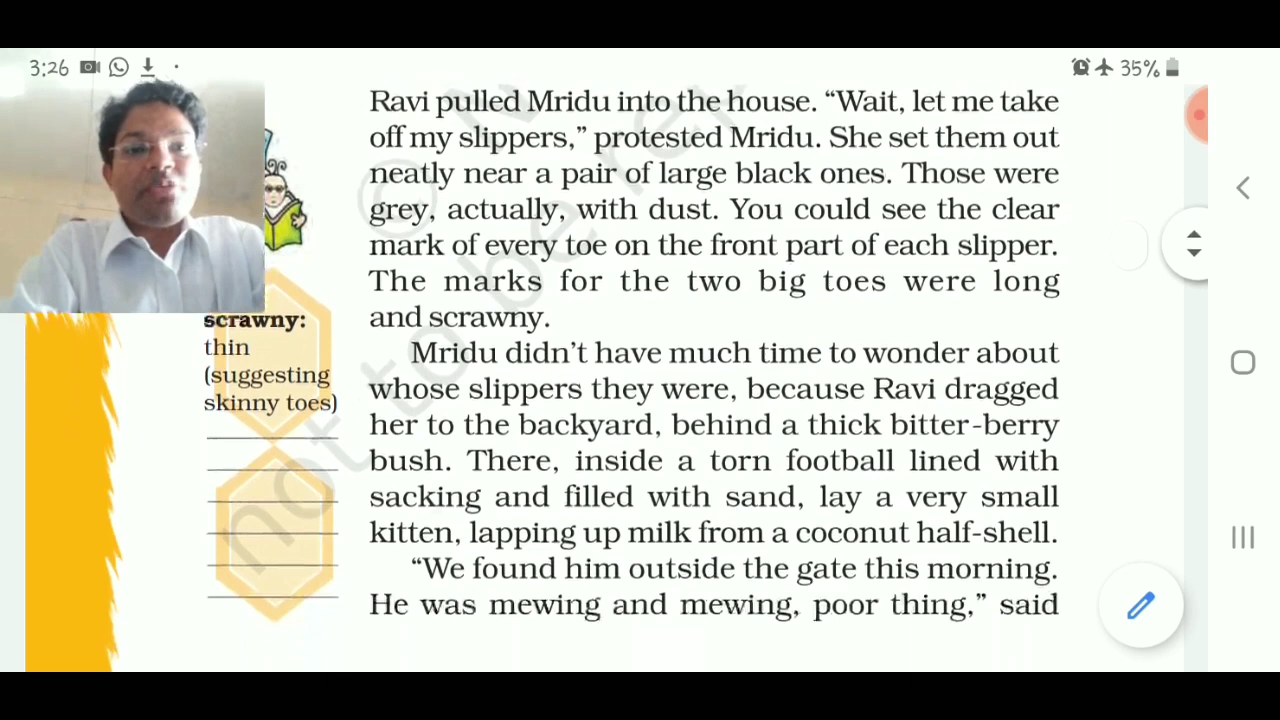 3:26
35%
Ravi pulled Mridu into the house. “Wait, let me take
off my slippers,” protested Mridu. She set them out
neatly near a pair of large black ones. Those were
grey, actually, with dust. You could see the clear
mark of every toe on the front part of each slipper.
The marks for the two big toes were long
and scrawny.
scrawny:
thin
(suggesting
skinny toes)
Mridu didn’t have much time to wonder about
whose slippers they were, because Ravi dragged
her to the backyard, behind a thick bitter-berry
bush. There, inside a torn football lined with
sacking and filled with sand, lay a very small
kitten, lapping up milk from a coconut half-shell.
“We found him outside the gate this morning.
He was mewing and mewing, poor thing,” said
© N
not to be re